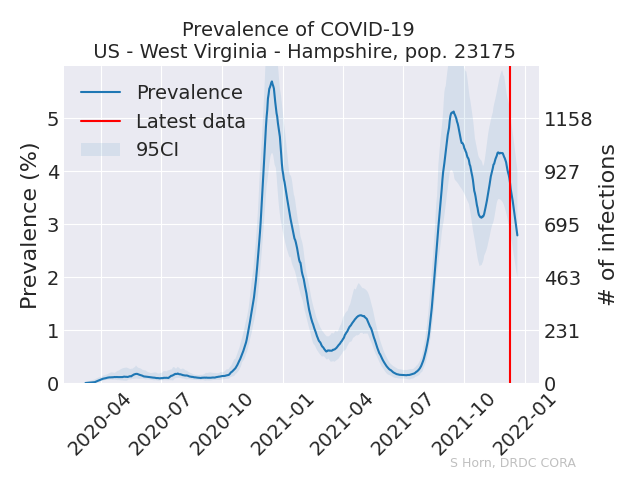 Prevalence of COVID-19
US - West Virginia - Hampshire, pop. 23175
Prevalence
Latest data
95CI
Prevalence (%)
5
4
3
2
1
0
1158
927
695
463
231
0
# of infections
2020-04
2020-07
2020-10
2021-01
2021-04
2021-07
2021-10
2022-01
S Horn, DRDC CORA